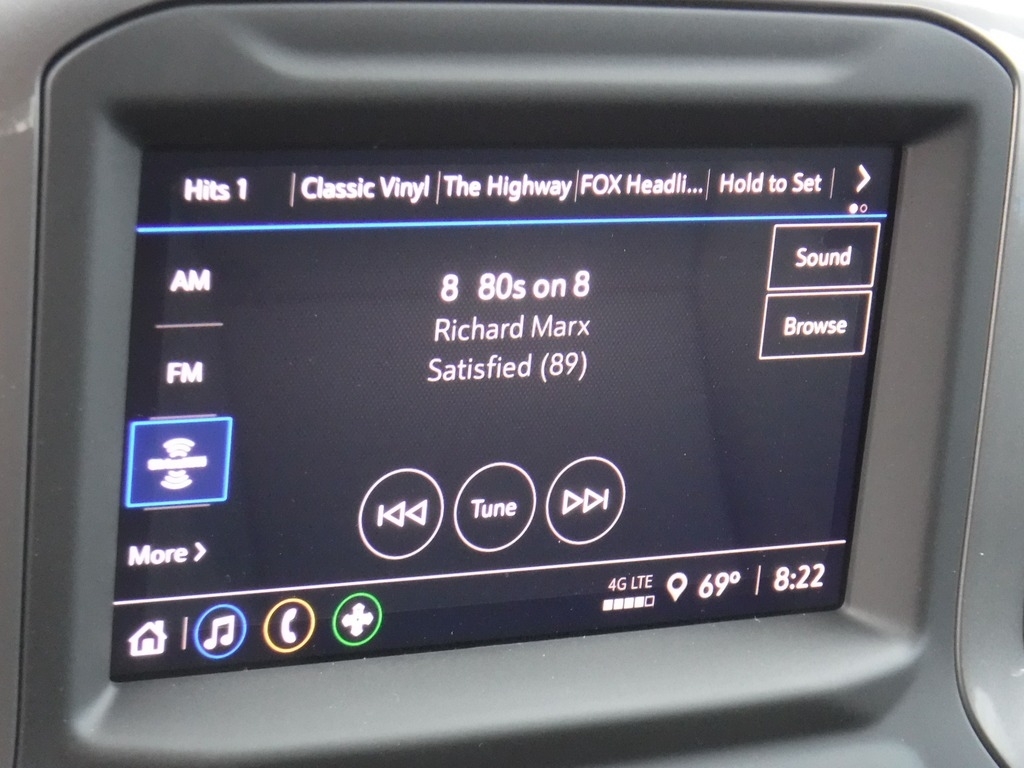 Hits 1 | Classic Vinyl | The Highway | FOX Headli... | Hold to Set |
Sound
AM
8 80s on 8
Richard Marx
Browse
Satisfied (89)
FM
Tune
More
4G LTE
69° | 8:22